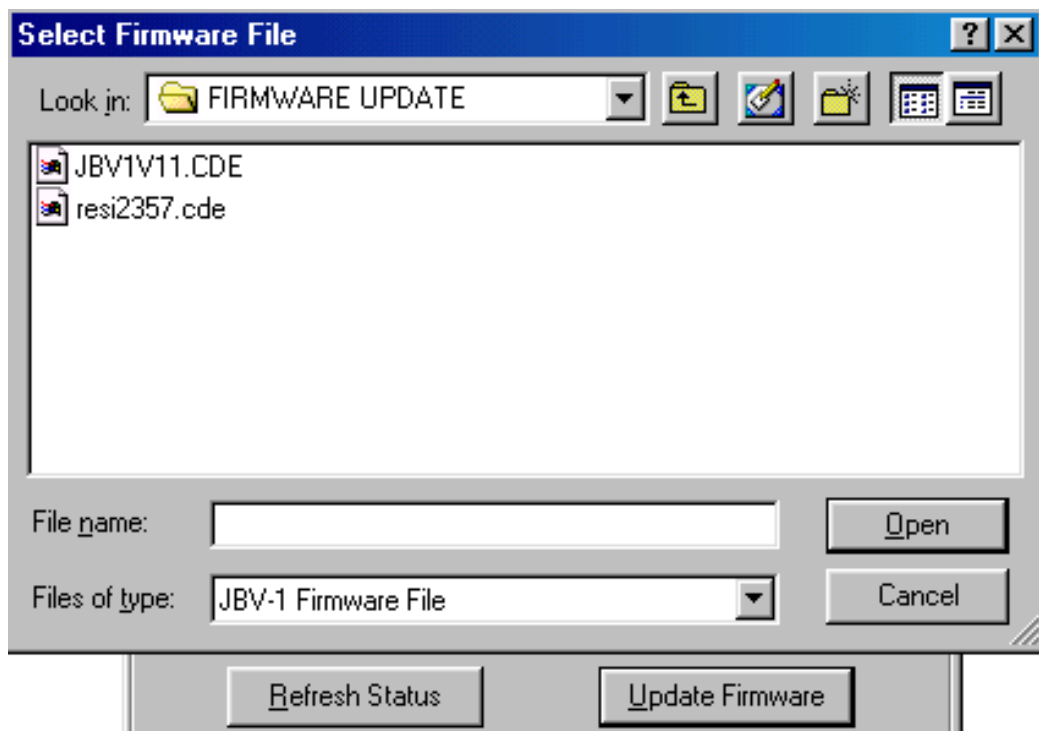 Select Firmware File
Look in: FIRMWARE UPDATE
JBV1V11.CDE
resi2357.cde
File name: Open
Files of type: JBV-1 Firmware File Cancel
Refresh Status Update Firmware